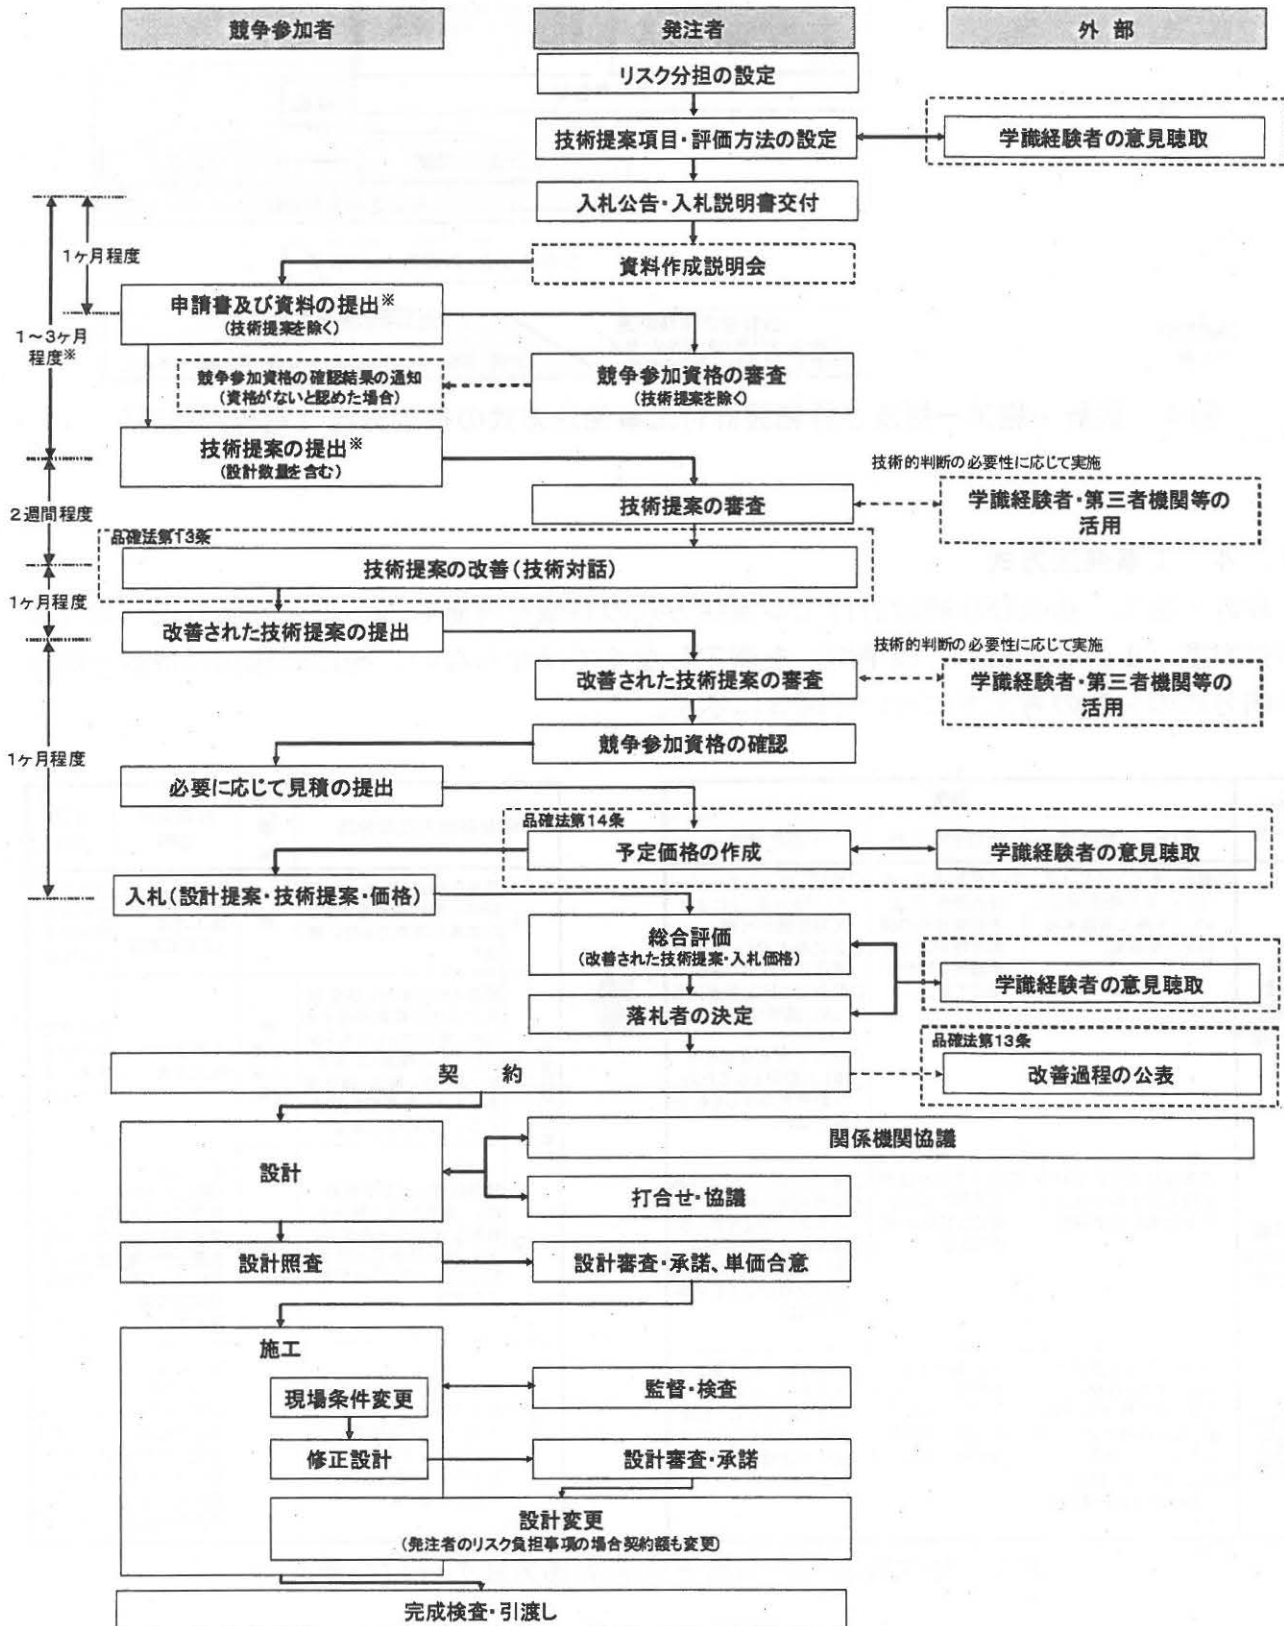 競争参加者
発注者
外 部
リスク分担の設定
技術提案項目・評価方法の設定
学識経験者の意見聴取
入札公告・入札説明書交付
1ヶ月程度
資料作成説明会
申請書及び資料の提出※
(技術提案を除く)
1～3ヶ月
程度※
競争参加資格の確認結果の通知
(資格がないと認めた場合)
競争参加資格の審査
(技術提案を除く)
技術提案の提出※
(設計数量を含む)
技術的判断の必要性に応じて実施
2週間程度
技術提案の審査
学識経験者・第三者機関等の
活用
品確法第13条
技術提案の改善(技術対話)
1ヶ月程度
改善された技術提案の提出
技術的判断の必要性に応じて実施
改善された技術提案の審査
学識経験者・第三者機関等の
活用
競争参加資格の確認
1ヶ月程度
必要に応じて見積の提出
品確法第14条
予定価格の作成
学識経験者の意見聴取
入札(設計提案・技術提案・価格)
総合評価
(改善された技術提案・入札価格)
学識経験者の意見聴取
落札者の決定
品確法第13条
契 約
改善過程の公表
関係機関協議
設計
打合せ・協議
設計照査
設計審査・承諾、単価合意
施工
現場条件変更
監督・検査
修正設計
設計審査・承諾
設計変更
(発注者のリスク負担事項の場合契約額も変更)
完成検査・引渡し